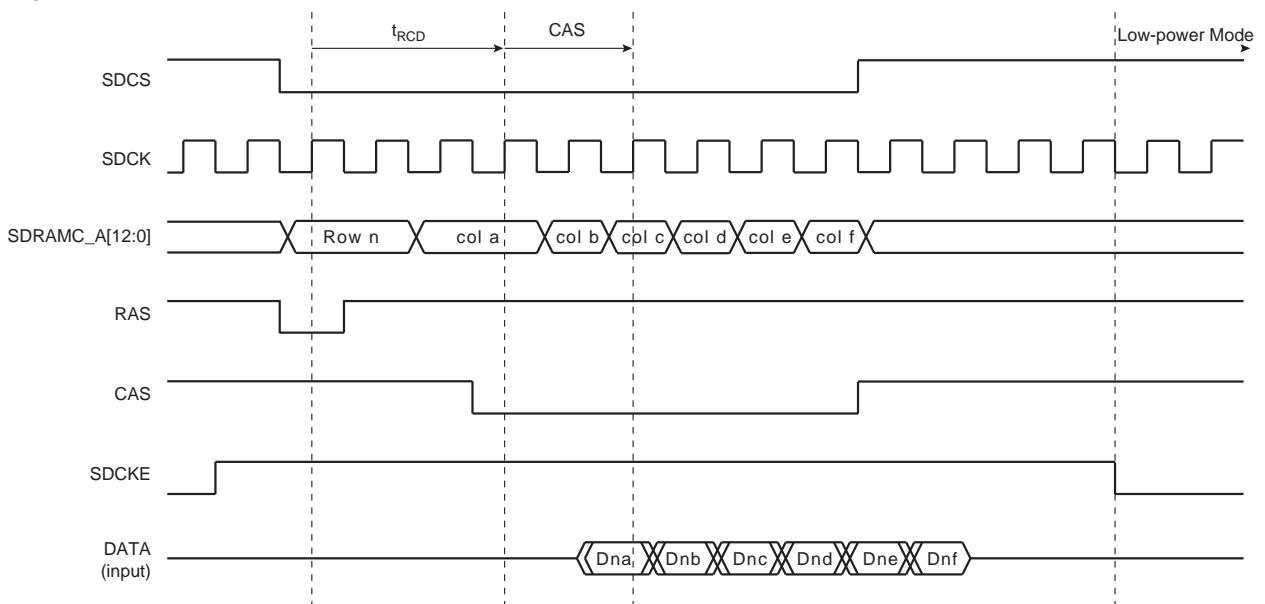 tRCD
CAS
Low-power Mode
SDCS
SDCK
SDRAMC_A[12:0]
Row n
col a
col b
col c
col d
col e
col f
RAS
CAS
SDCKE
DATA
(input)
Dna
Dnb
Dnc
Dnd
Dne
Dnf